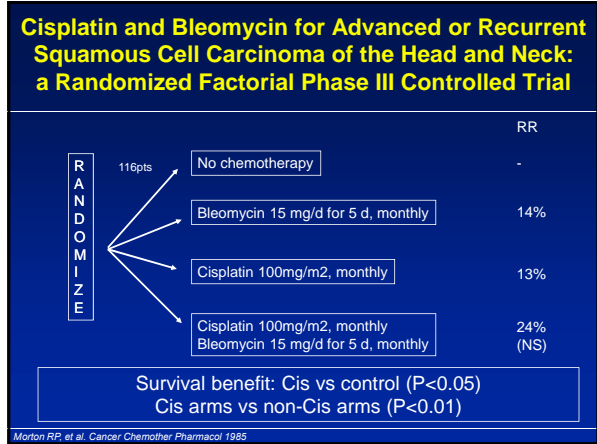 Cisplatin and Bleomycin for Advanced or Recurrent
Squamous Cell Carcinoma of the Head and Neck:
a Randomized Factorial Phase III Controlled Trial
RR
R
A
N
D
O
M
I
Z
E
116pts
No chemotherapy
-
Bleomycin 15 mg/d for 5 d, monthly
14%
Cisplatin 100mg/m2, monthly
13%
Cisplatin 100mg/m2, monthly
Bleomycin 15 mg/d for 5 d, monthly
24%
(NS)
Survival benefit: Cis vs control (P<0.05)
Cis arms vs non-Cis arms (P<0.01)
Morton RP, et al. Cancer Chemother Pharmacol 1985